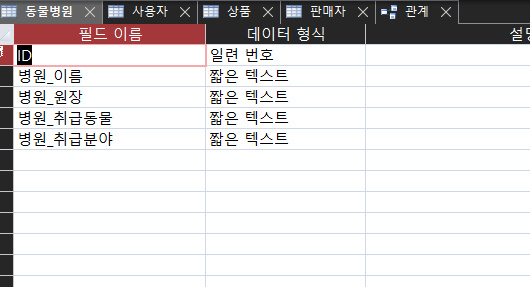 동물병원 사용자 상품 판매자 관계
필드 이름 데이터 형식
ID 일련 번호
병원_이름 짧은 텍스트
병원_원장 짧은 텍스트
병원_취급동물 짧은 텍스트
병원_취급분야 짧은 텍스트